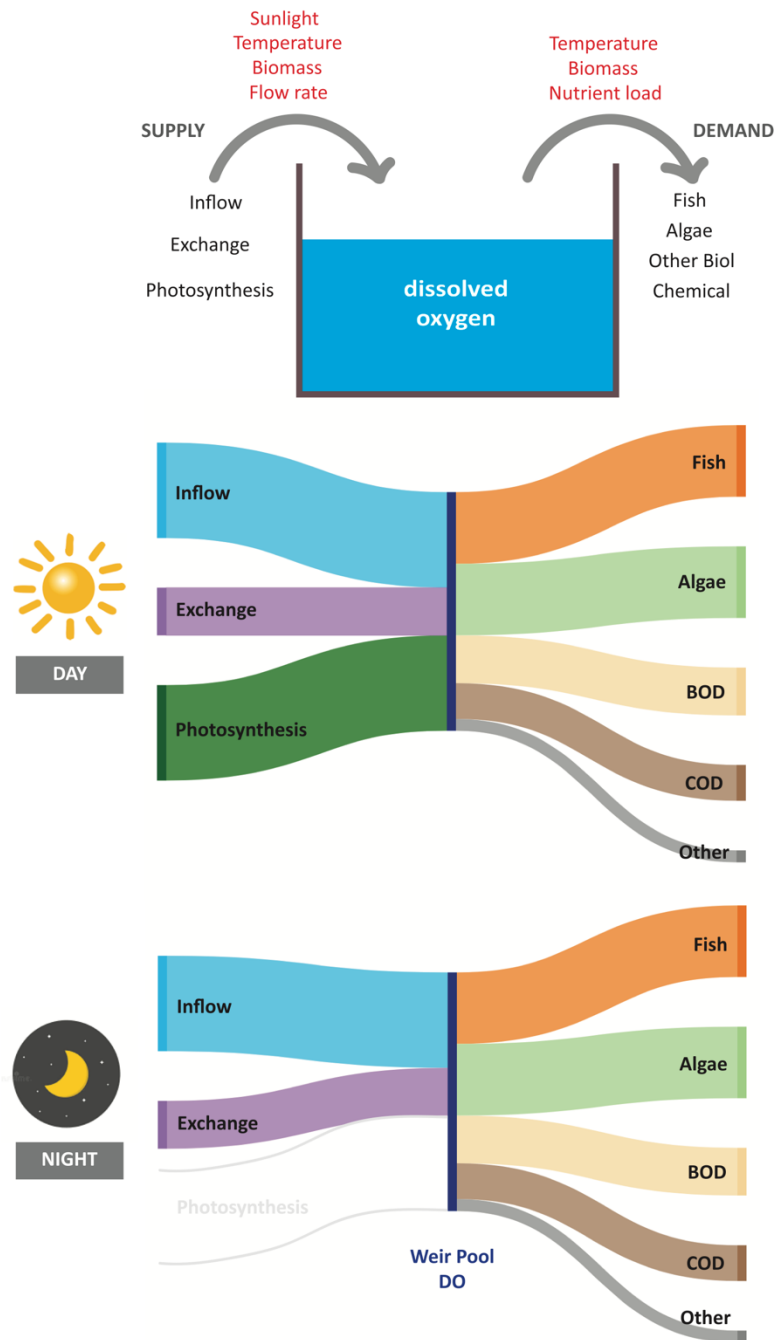 Sunlight
Temperature
Biomass
Flow rate
Temperature
Biomass
Nutrient load
SUPPLY
DEMAND
Inflow
Exchange
Photosynthesis
Fish
Algae
Other Biol
Chemical
dissolved
oxygen
Inflow
Exchange
Photosynthesis
Fish
Algae
BOD
COD
Other
DAY
Inflow
Exchange
Photosynthesis
Fish
Algae
BOD
COD
Other
NIGHT
Weir Pool
DO